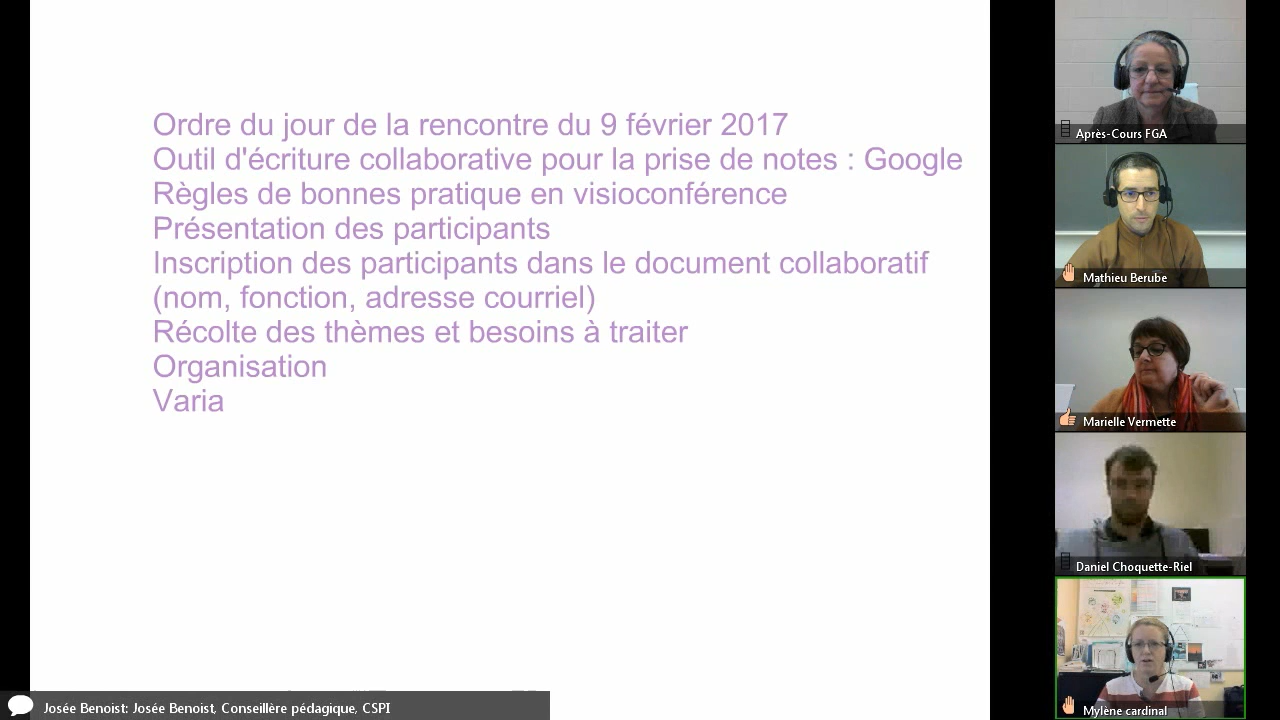 Ordre du jour de la rencontre du 9 février 2017
Outil d'écriture collaborative pour la prise de notes : Google
Règles de bonnes pratique en visioconférence
Présentation des participants
Inscription des participants dans le document collaboratif
(nom, fonction, adresse courriel)
Récolte des thèmes et besoins à traiter
Organisation
Varia
Après-Cours FGA
Mathieu Berube
Marielle Vermette
Daniel Choquette-Riel
Mylène cardinal
Josée Benoist: Josée Benoist, Conseillère pédagique, CSPI